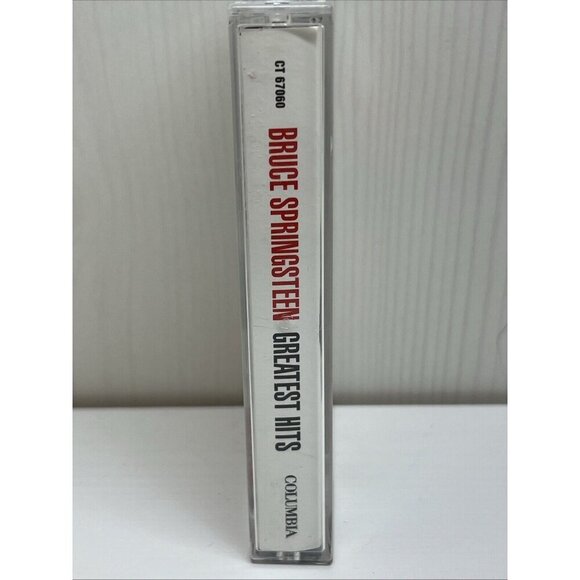 CT 67060
BRUCE SPRINGSTEEN GREATEST HITS
COLUMBIA